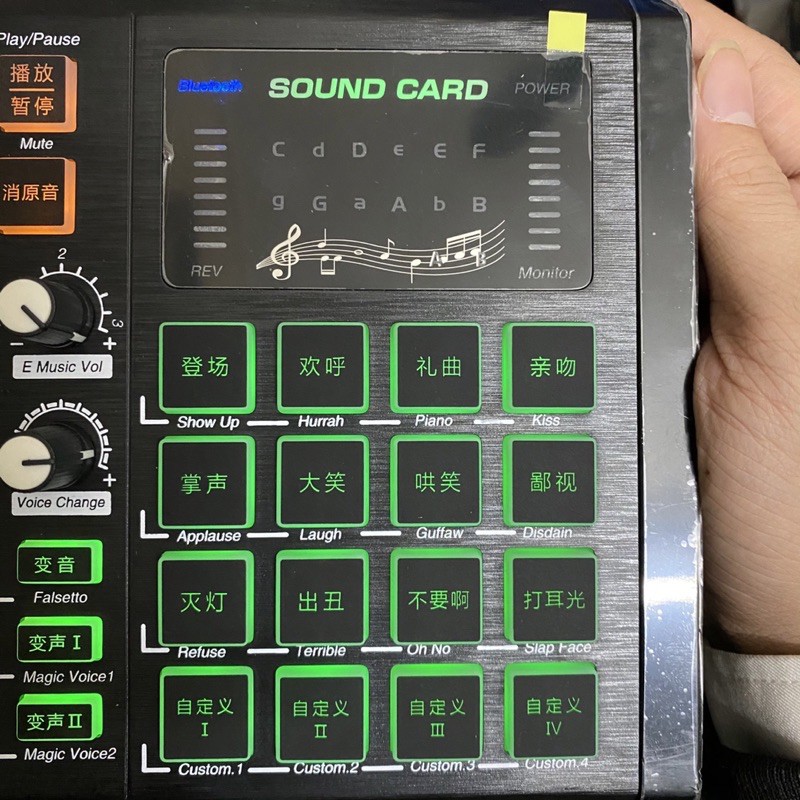 Play/Pause
播放
暂停
Mute
消原音
2
3
E Music Vol
Voice Change
变音
Falsetto
变声 I
Magic Voice1
变声 II
Magic Voice2
Bluetooth
SOUND CARD
POWER
C d D e E F
g G a A b B
A B
REV
Monitor
登场
欢呼
礼曲
亲吻
Show Up
Hurrah
Piano
Kiss
掌声
大笑
哄笑
鄙视
Applause
Laugh
Guffaw
Disdain
灭灯
出丑
不要啊
打耳光
Refuse
Terrible
Oh No
Slap Face
自定义
I
自定义
II
自定义
III
自定义
IV
Custom.1
Custom.2
Custom.3
Custom.4